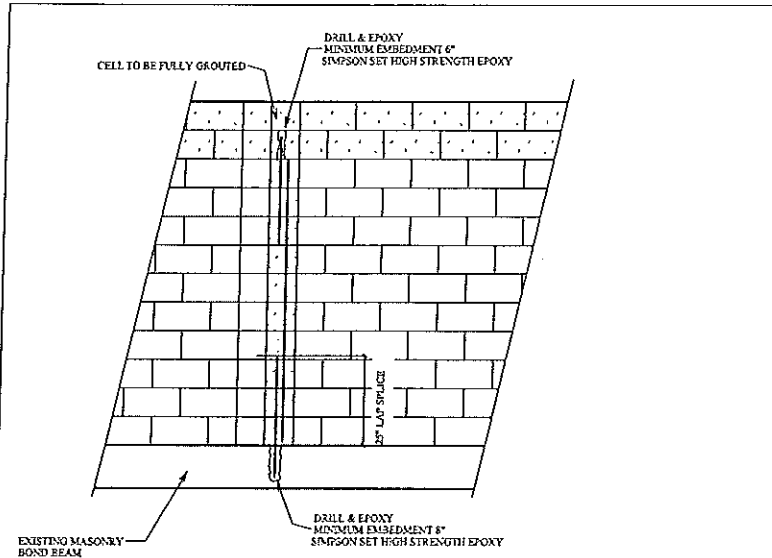 DRILL & EPOXY
MINIMUM EMBEDMENT 6"
SIMPSON SET HIGH STRENGTH EPOXY
CELL TO BE FULLY GROUTED
25" LAP SPLICE
DRILL & EPOXY
MINIMUM EMBEDMENT 8"
SIMPSON SET HIGH STRENGTH EPOXY
EXISTING MASONRY
BOND BEAM